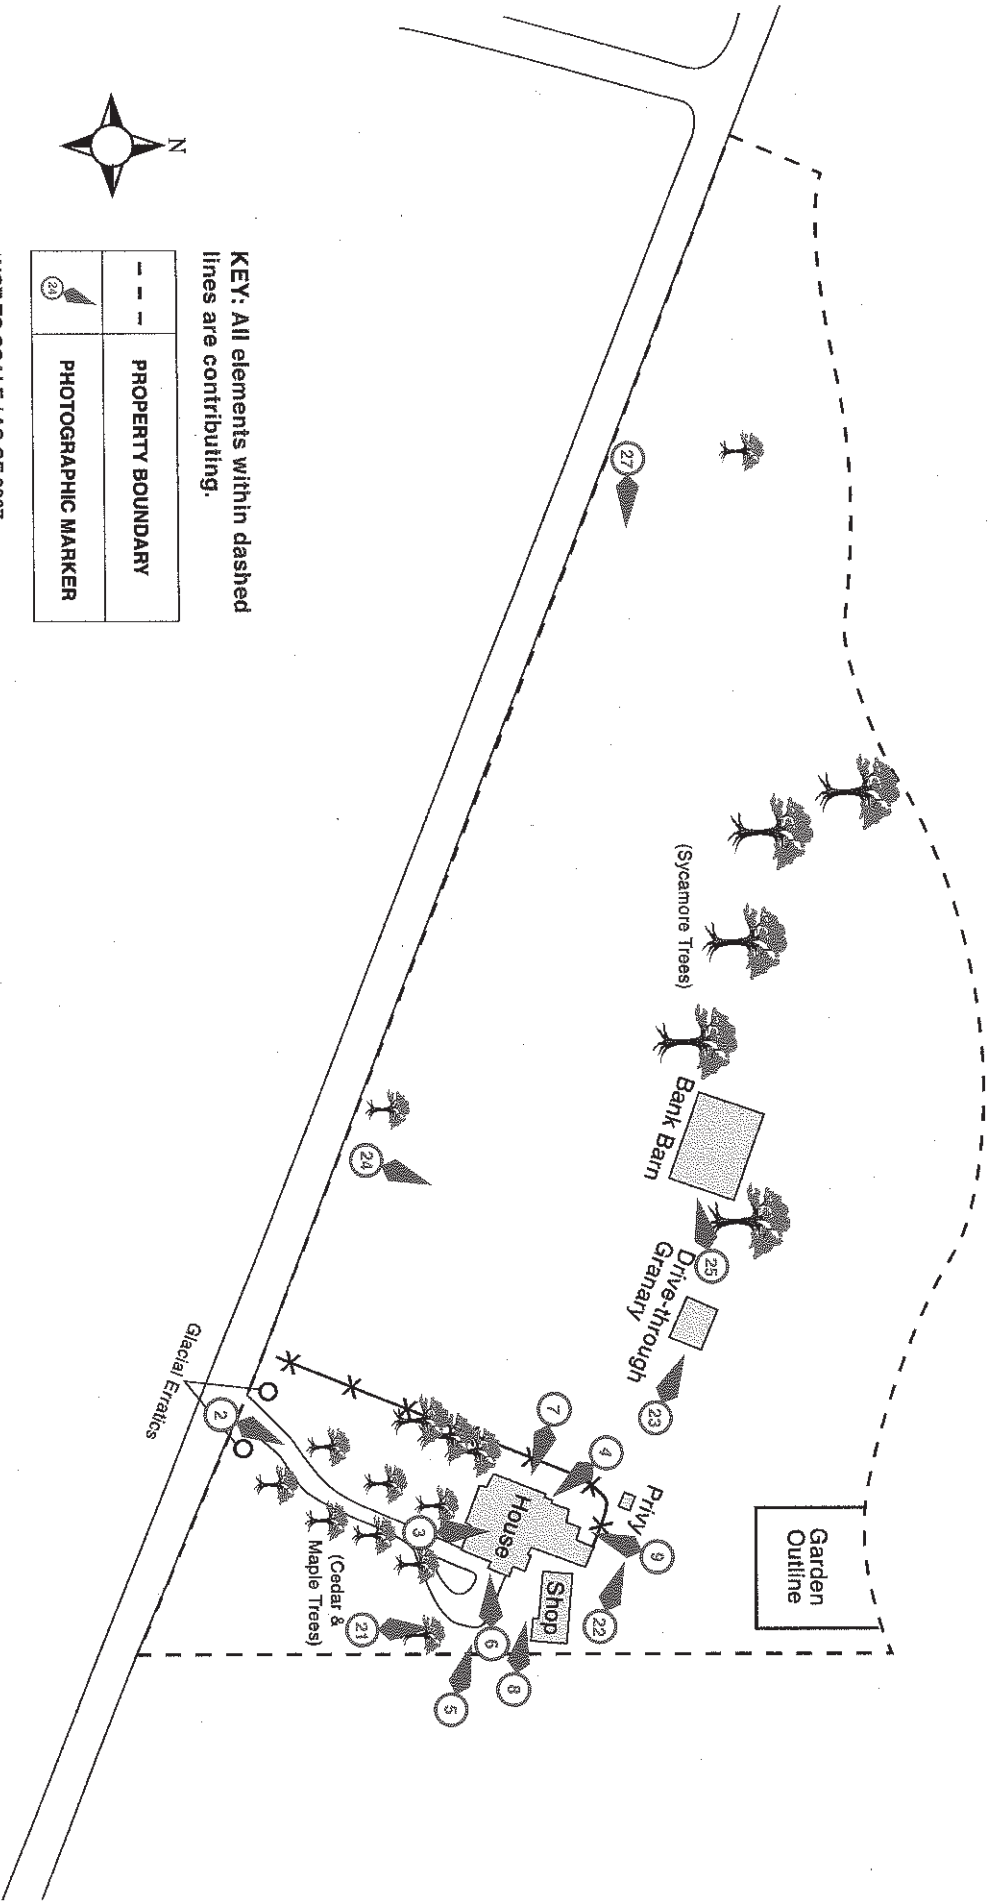 N
KEY: All elements within dashed
lines are contributing.
PROPERTY BOUNDARY
24
PHOTOGRAPHIC MARKER
27
(Sycamore Trees)
Bank Barn
24
25
Drive-through
Granary
23
Glacial Erratics
2
7
4
Privy
9
House
3
Shop
22
(Cedar &
Maple Trees)
21
6
8
5
Garden
Outline